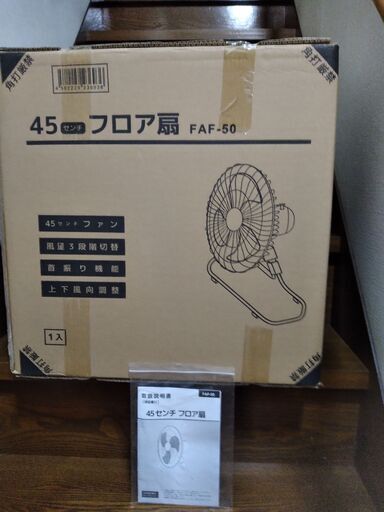 角打厳禁
角打厳禁
45センチ フロア扇 FAF-50
45センチ ファン
風量3段階切替
首振り機能
上下風向調整
1入
角打厳禁
角打厳禁
取扱説明書 FAF-50
45センチ フロア扇